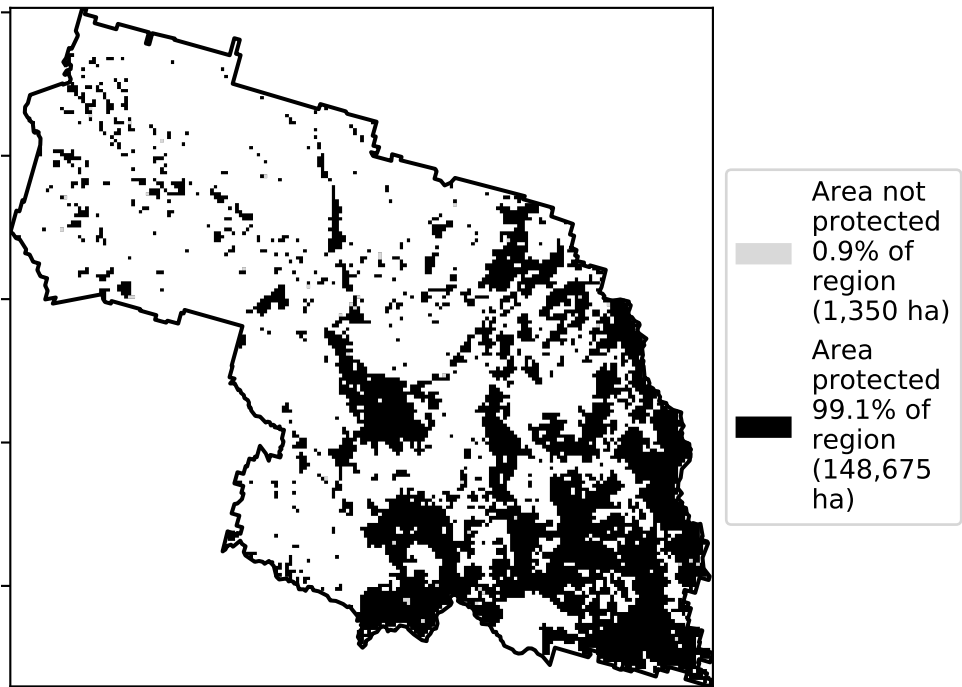 Area not
protected
0.9% of
region
(1,350 ha)
Area
protected
99.1% of
region
(148,675
ha)